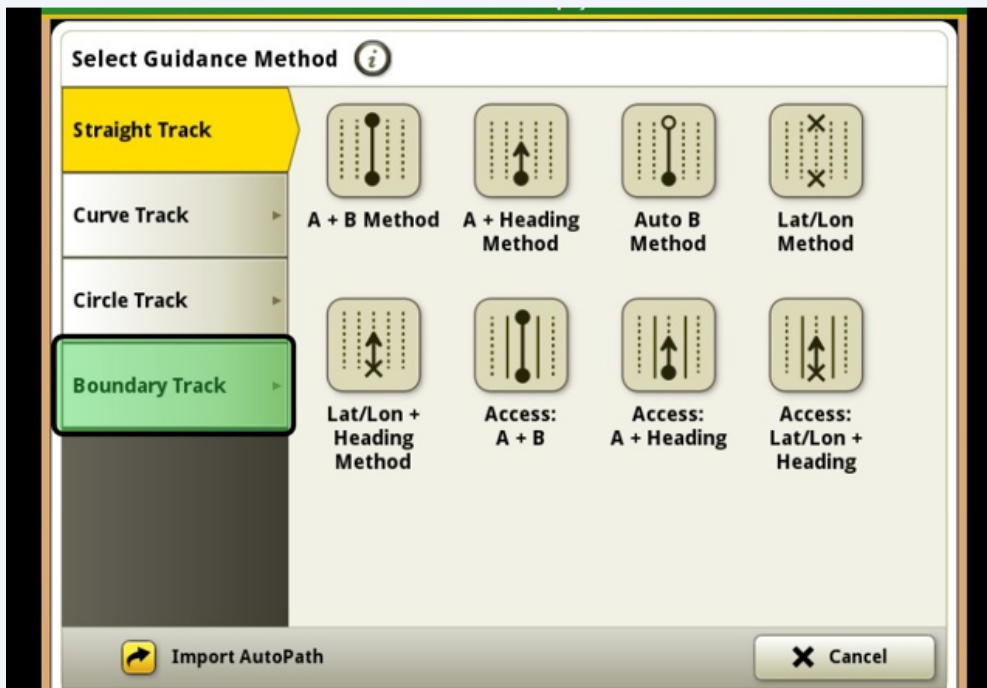 Select Guidance Method i
Straight Track
Curve Track
Circle Track
Boundary Track
A + B Method
A + Heading
Method
Auto B
Method
Lat/Lon
Method
Lat/Lon +
Heading
Method
Access:
A + B
Access:
A + Heading
Access:
Lat/Lon +
Heading
Import AutoPath
Cancel